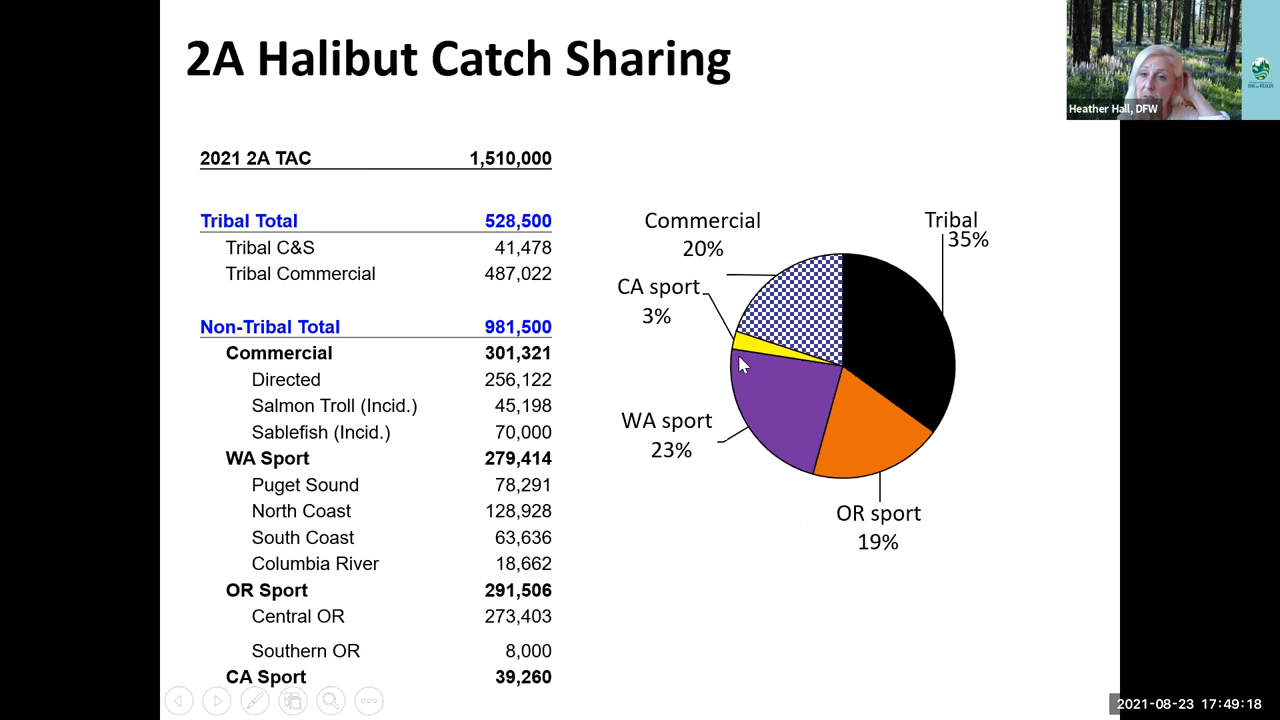 2A Halibut Catch Sharing
Heather Hall, DFW
2021 2A TAC 1,510,000
Tribal Total 528,500
Tribal C&S 41,478
Tribal Commercial 487,022
Non-Tribal Total 981,500
Commercial 301,321
Directed 256,122
Salmon Troll (Incid.) 45,198
Sablefish (Incid.) 70,000
WA Sport 279,414
Puget Sound 78,291
North Coast 128,928
South Coast 63,636
Columbia River 18,662
OR Sport 291,506
Central OR 273,403
Southern OR 8,000
CA Sport 39,260
Commercial
20%
Tribal
35%
CA sport
3%
WA sport
23%
OR sport
19%
2021-08-23 17:49:18